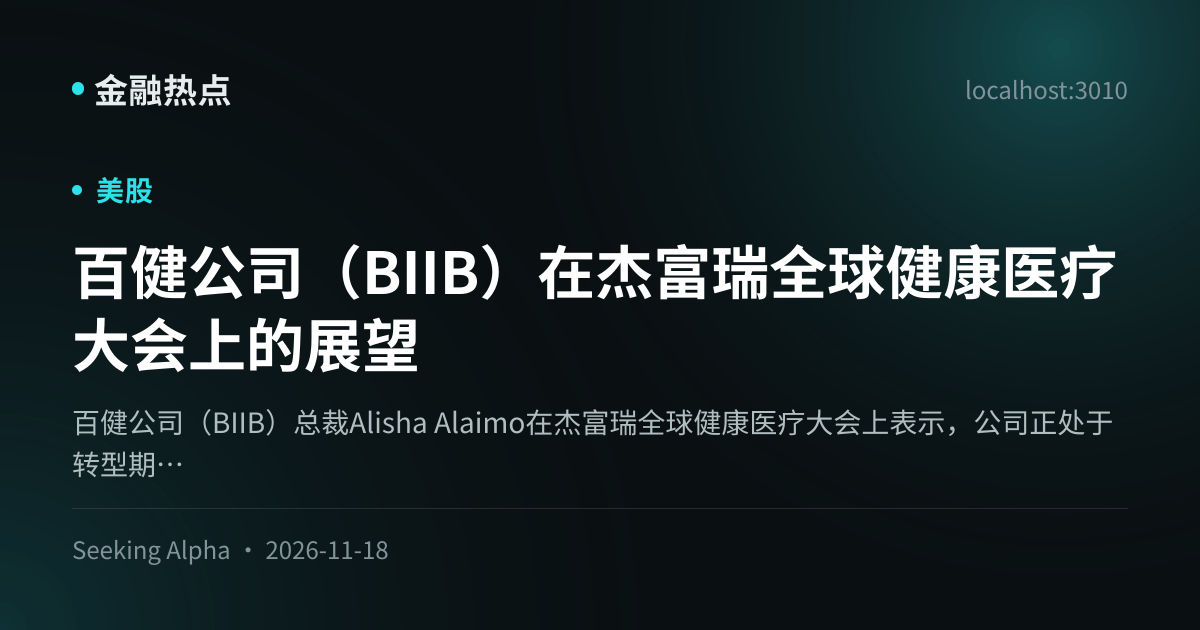 金融热点
localhost:3010
美股
百健公司（BIIB）在杰富瑞全球健康医疗
大会上的展望
百健公司（BIIB）总裁Alisha Alaimo在杰富瑞全球健康医疗大会上表示，公司正处于
转型期…
Seeking Alpha · 2026-11-18